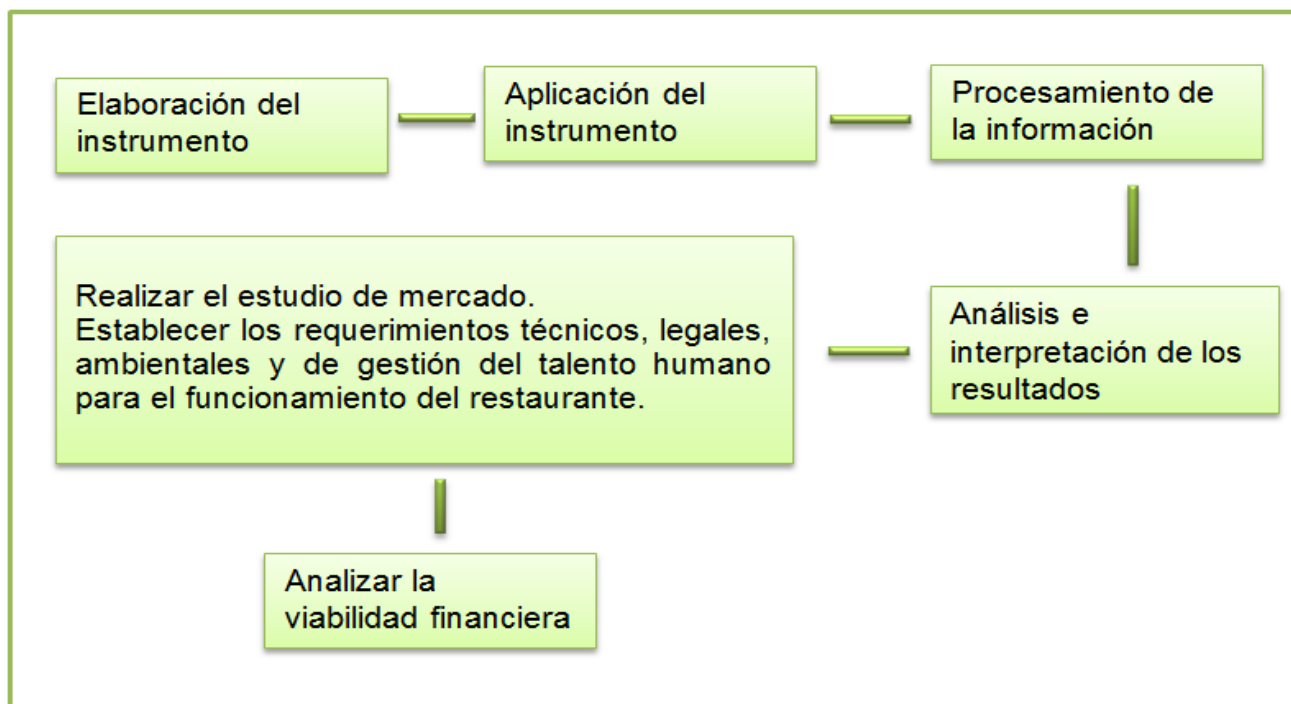 Elaboración del
instrumento
Aplicación del
instrumento
Procesamiento de
la información
Análisis e
interpretación de los
resultados
Realizar el estudio de mercado.
Establecer los requerimientos técnicos, legales,
ambientales y de gestión del talento humano
para el funcionamiento del restaurante.
Analizar la
viabilidad financiera